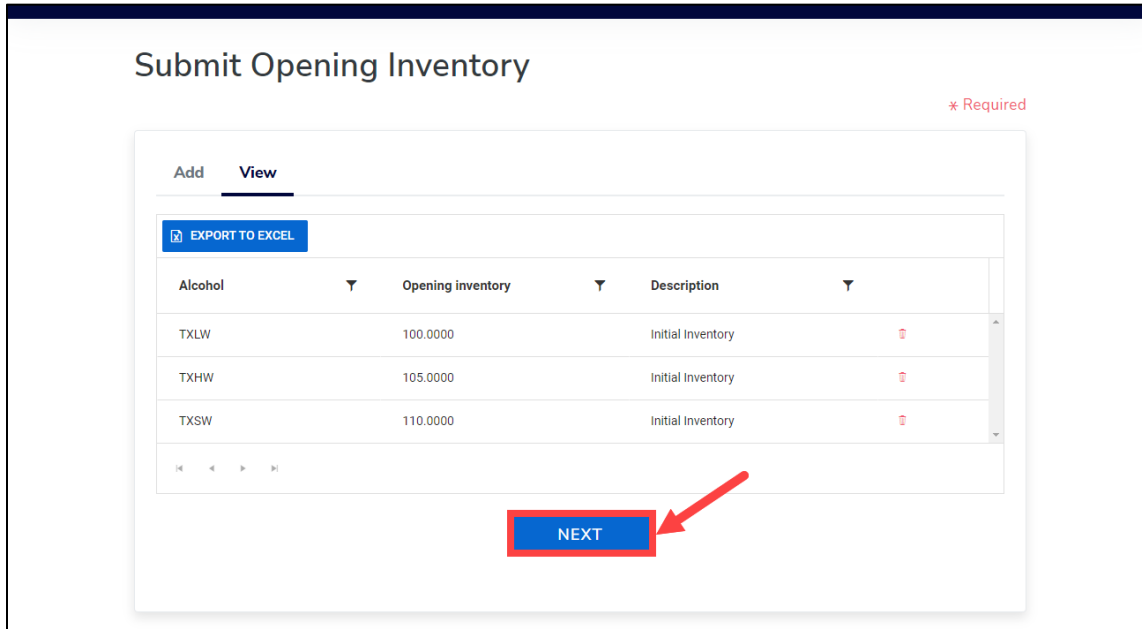 Submit Opening Inventory
* Required
Add View
EXPORT TO EXCEL
Alcohol Opening inventory Description
TXLW 100.0000 Initial Inventory
TXHW 105.0000 Initial Inventory
TXSW 110.0000 Initial Inventory
NEXT